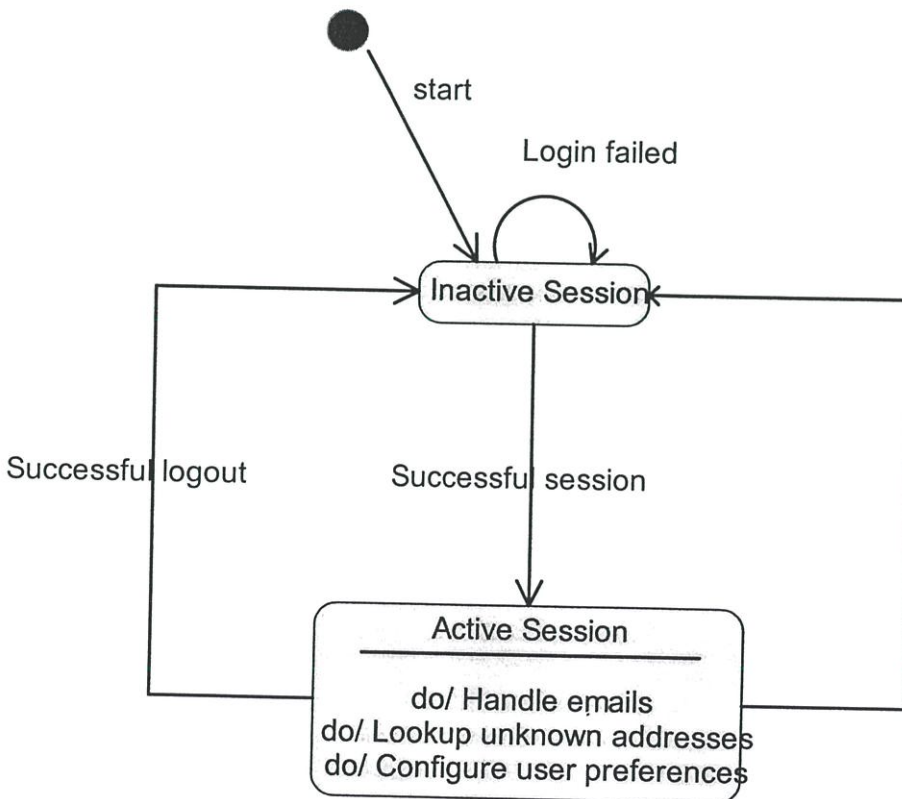 start
Login failed
Inactive Session
Successful logout
Successful session
Active Session
do/ Handle emails
do/ Lookup unknown addresses
do/ Configure user preferences